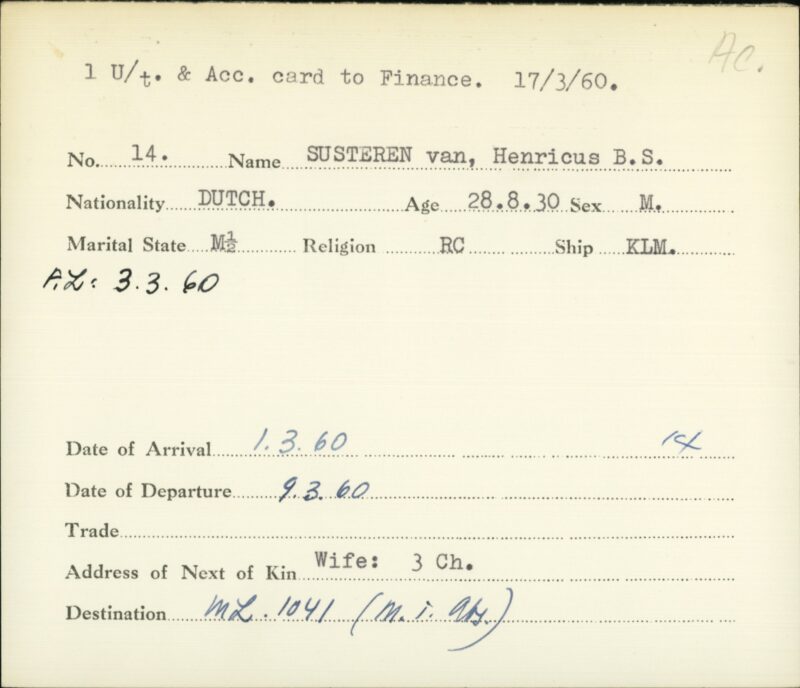 Ac.
1 U/t. & Acc. card to Finance. 17/3/60.
No. 14. Name SUSTEREN van, Henricus B.S.
Nationality DUTCH. Age 28.8.30 Sex M.
Marital State M½ Religion RC Ship KLM.
A.L: 3.3.60
Date of Arrival 1.3.60 14
Date of Departure 9.3.60
Trade
Address of Next of Kin Wife: 3 Ch.
Destination ML. 1041 (M. i. Abs.)